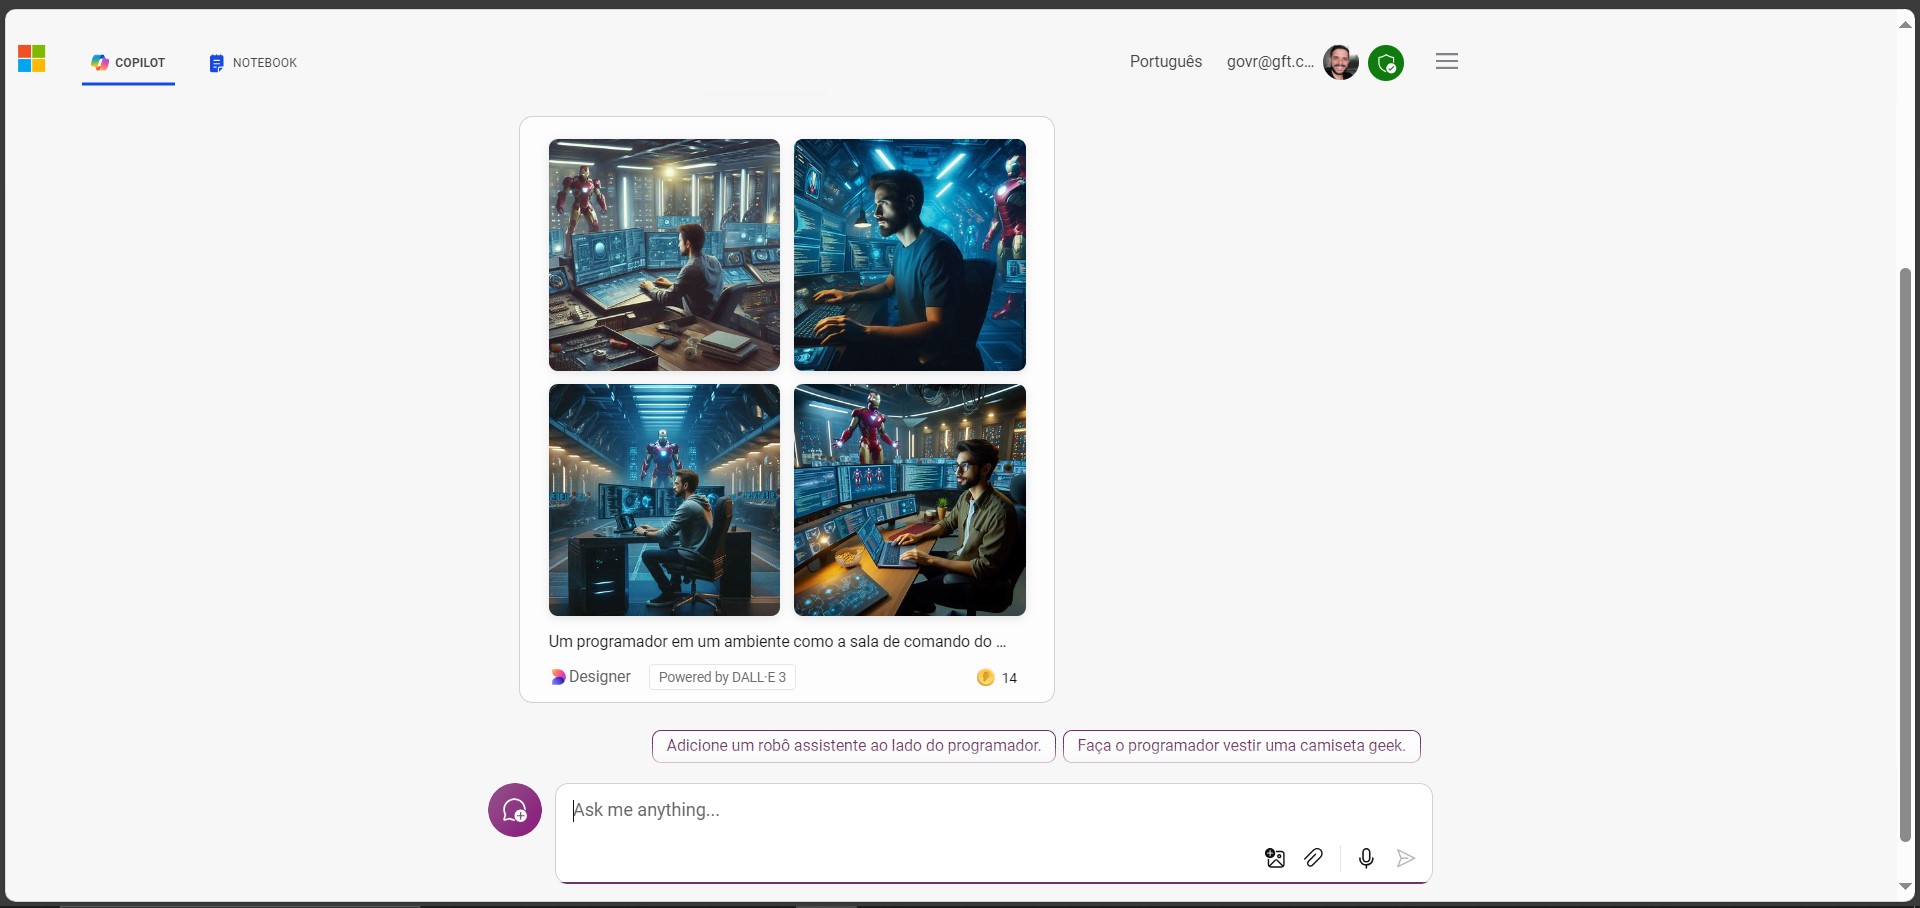 COPILOT
NOTEBOOK
Português
govr@gft.c...
Um programador em um ambiente como a sala de comando do ...
Designer
Powered by DALL·E 3
14
Adicione um robô assistente ao lado do programador.
Faça o programador vestir uma camiseta geek.
Ask me anything...